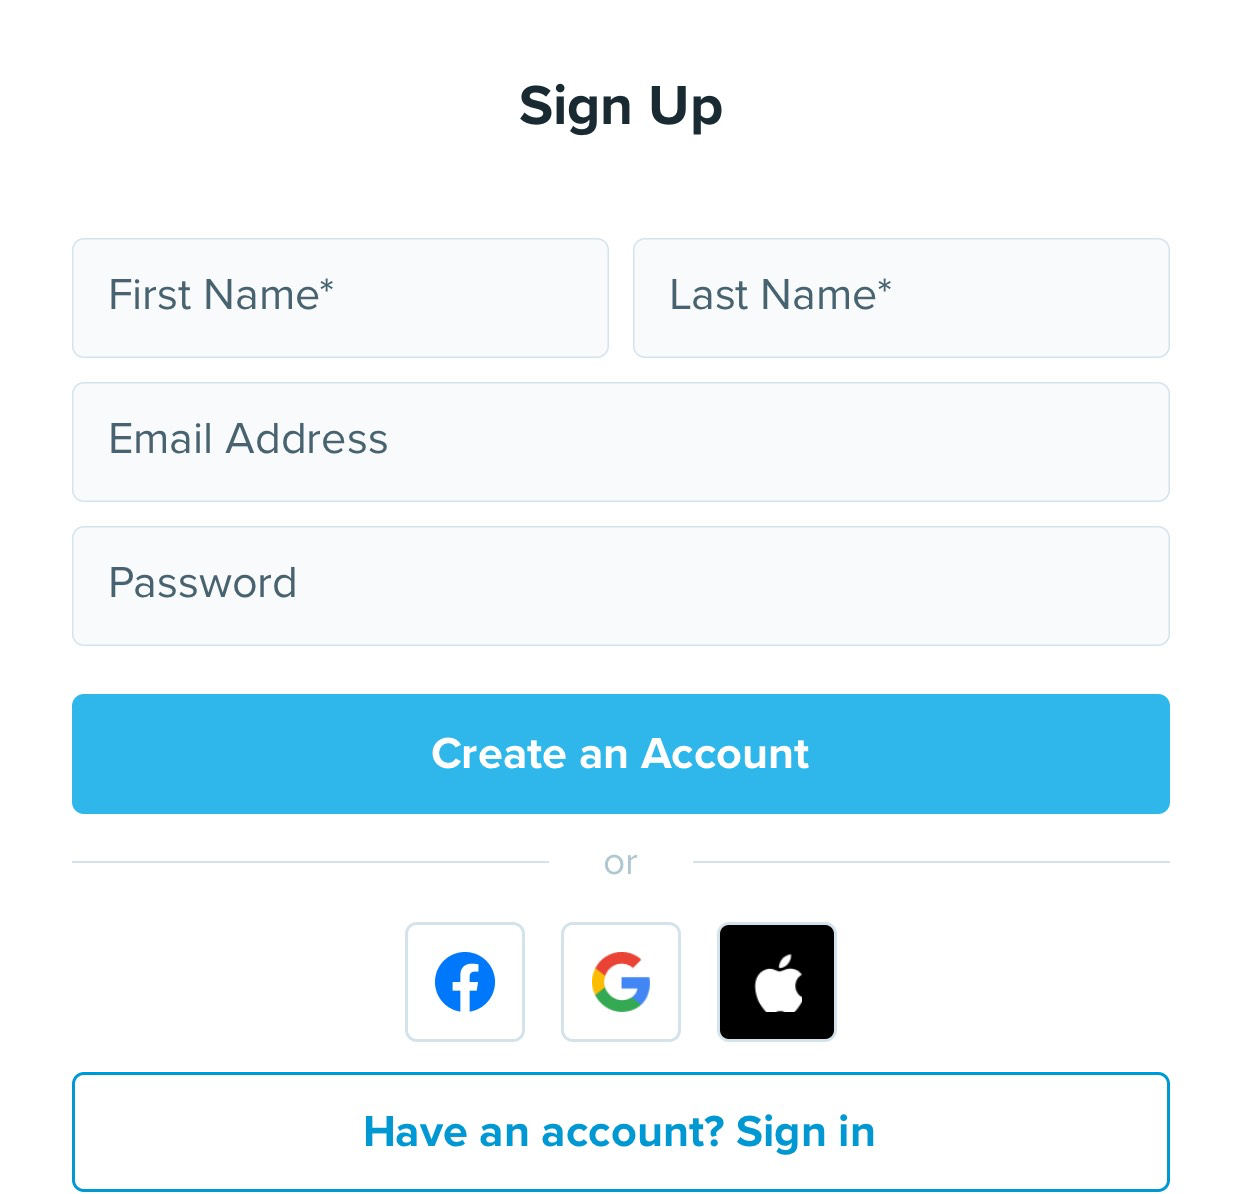 Sign Up
First Name* Last Name*
Email Address
Password
Create an Account
or
Have an account? Sign in